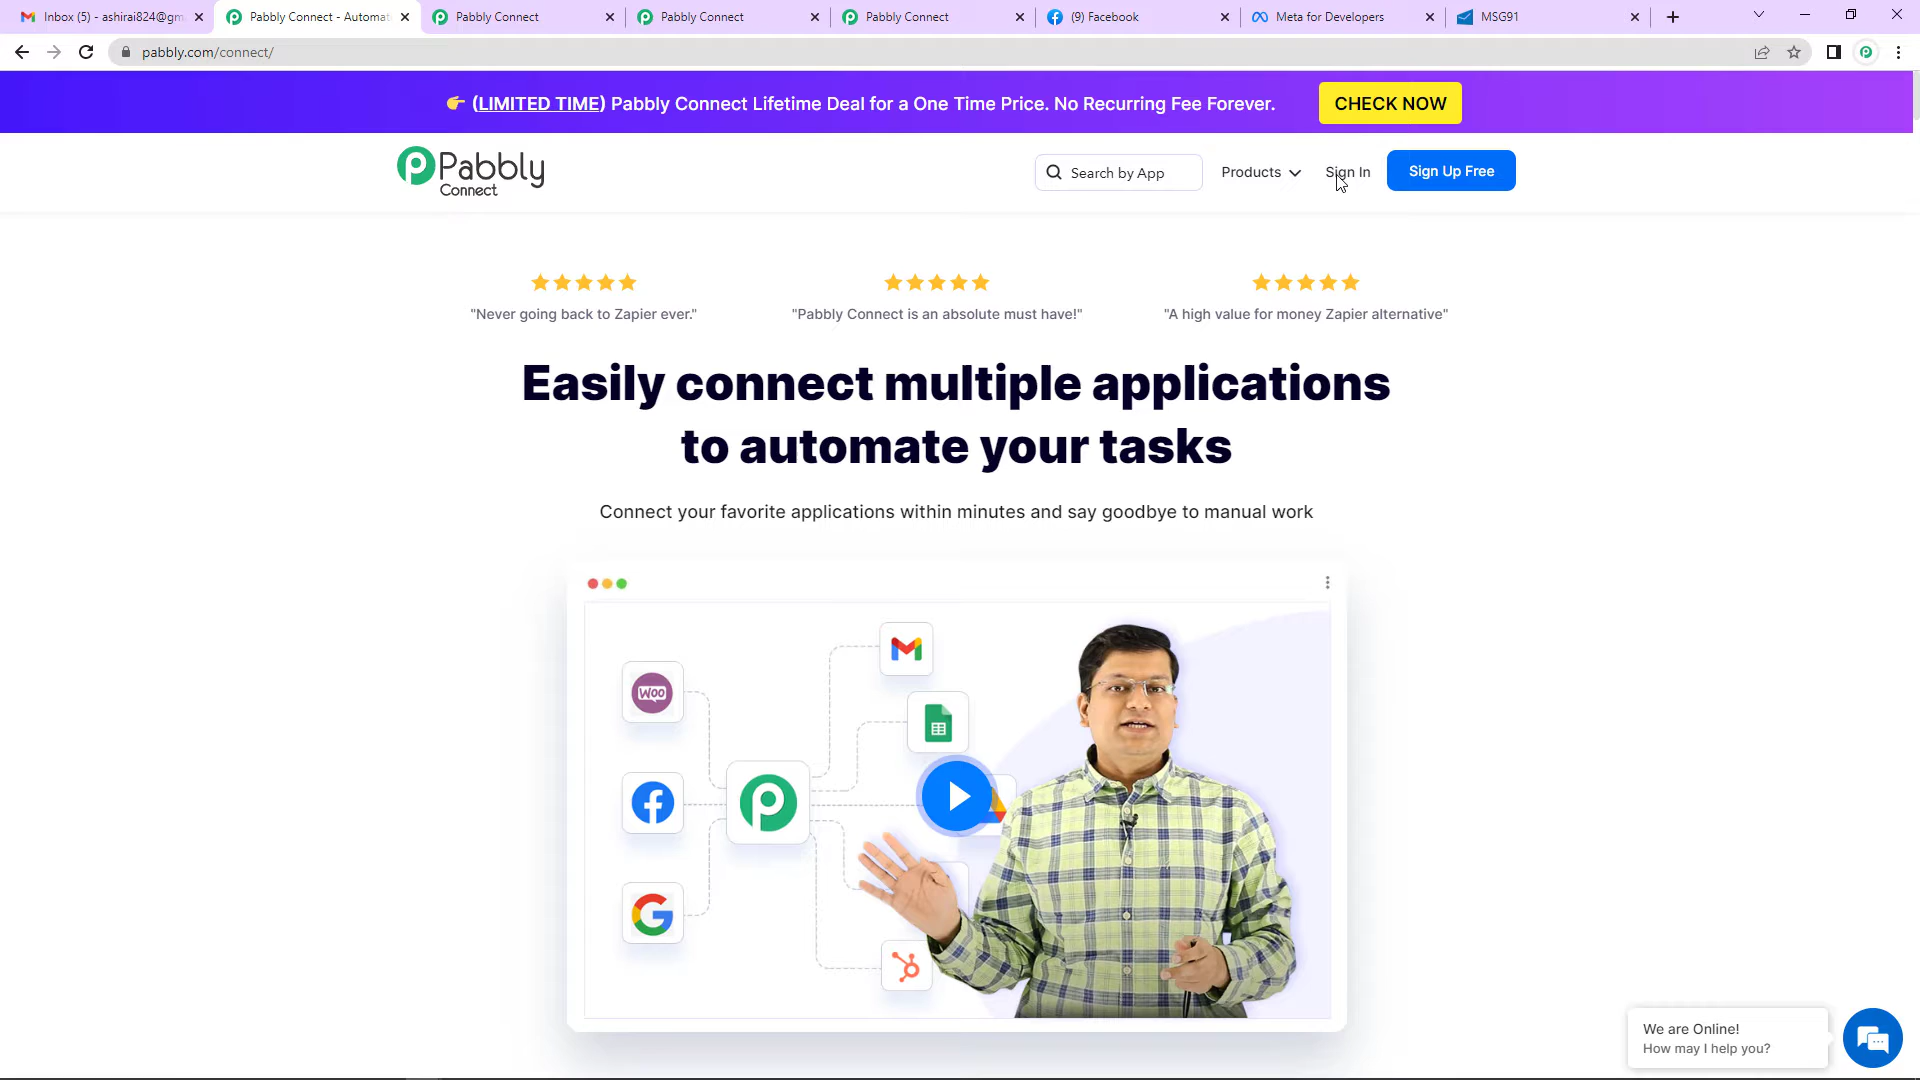 Inbox (5) - ashirai824@gm
Pabbly Connect - Automat
Pabbly Connect
Pabbly Connect
Pabbly Connect
(9) Facebook
Meta for Developers
MSG91
pabbly.com/connect/
(LIMITED TIME) Pabbly Connect Lifetime Deal for a One Time Price. No Recurring Fee Forever.
CHECK NOW
Pabbly
Connect
Search by App
Products
Sign In
Sign Up Free
"Never going back to Zapier ever."
"Pabbly Connect is an absolute must have!"
"A high value for money Zapier alternative"
Easily connect multiple applications
to automate your tasks
Connect your favorite applications within minutes and say goodbye to manual work
WOO
We are Online!
How may I help you?